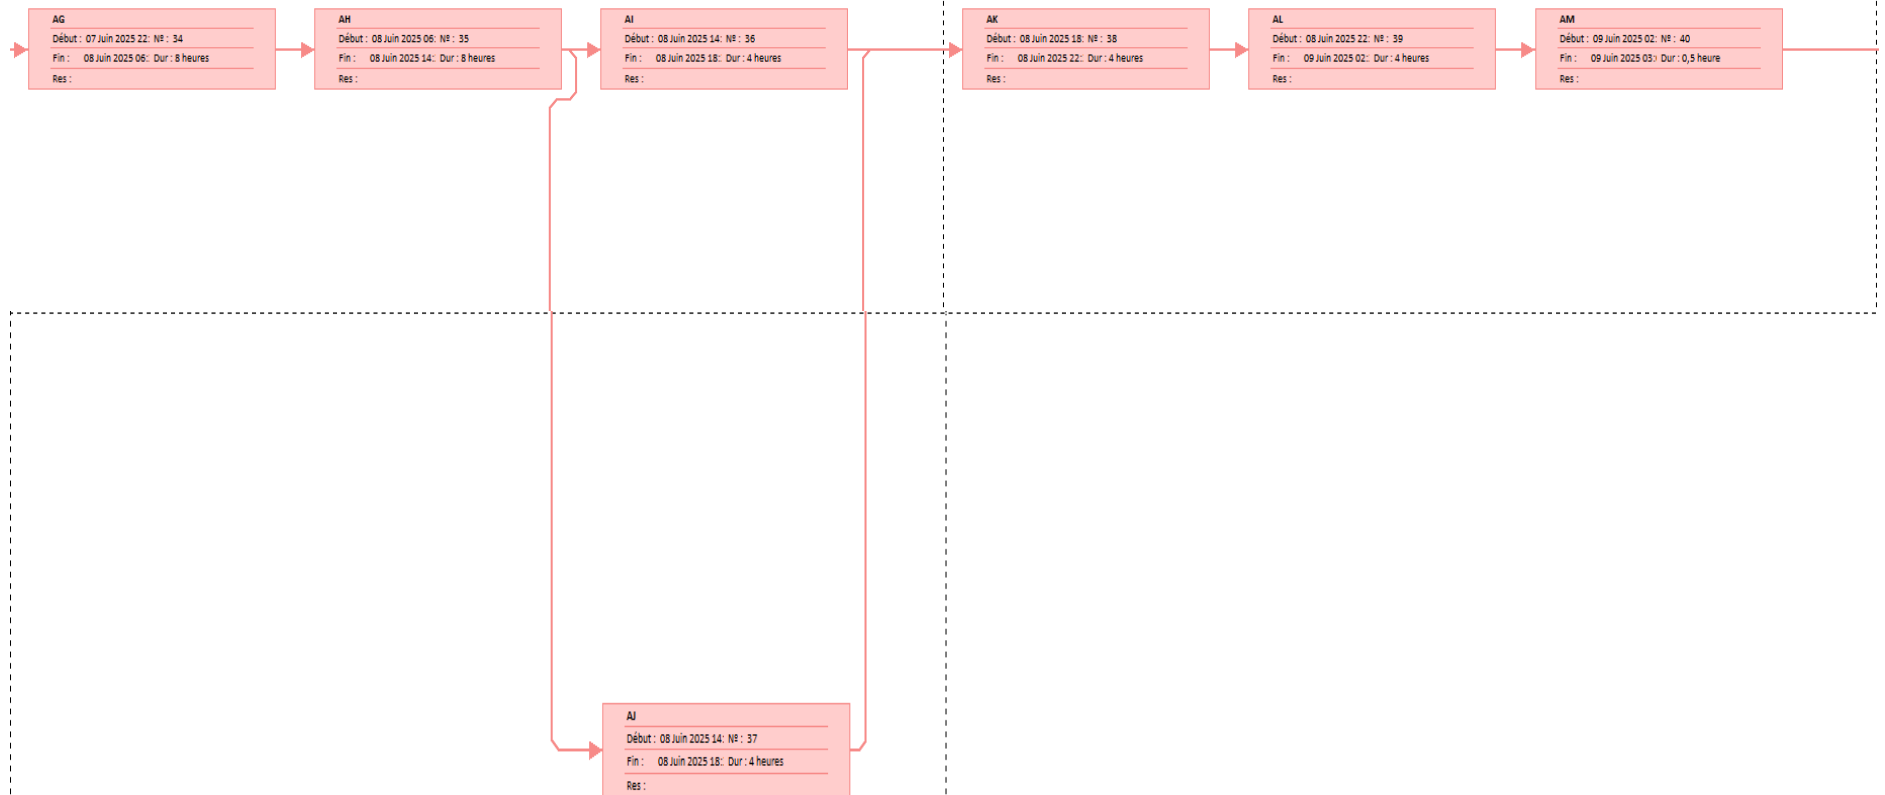 AG
Début : 07 Juin 2025 22: Nº : 34
Fin : 08 Juin 2025 06: Dur : 8 heures
Res :
AH
Début : 08 Juin 2025 06: Nº : 35
Fin : 08 Juin 2025 14: Dur : 8 heures
Res :
AI
Début : 08 Juin 2025 14: Nº : 36
Fin : 08 Juin 2025 18: Dur : 4 heures
Res :
AK
Début : 08 Juin 2025 18: Nº : 38
Fin : 08 Juin 2025 22: Dur : 4 heures
Res :
AL
Début : 08 Juin 2025 22: Nº : 39
Fin : 09 Juin 2025 02: Dur : 4 heures
Res :
AM
Début : 09 Juin 2025 02: Nº : 40
Fin : 09 Juin 2025 03: Dur : 0,5 heure
Res :
AJ
Début : 08 Juin 2025 14: Nº : 37
Fin : 08 Juin 2025 18: Dur : 4 heures
Res :